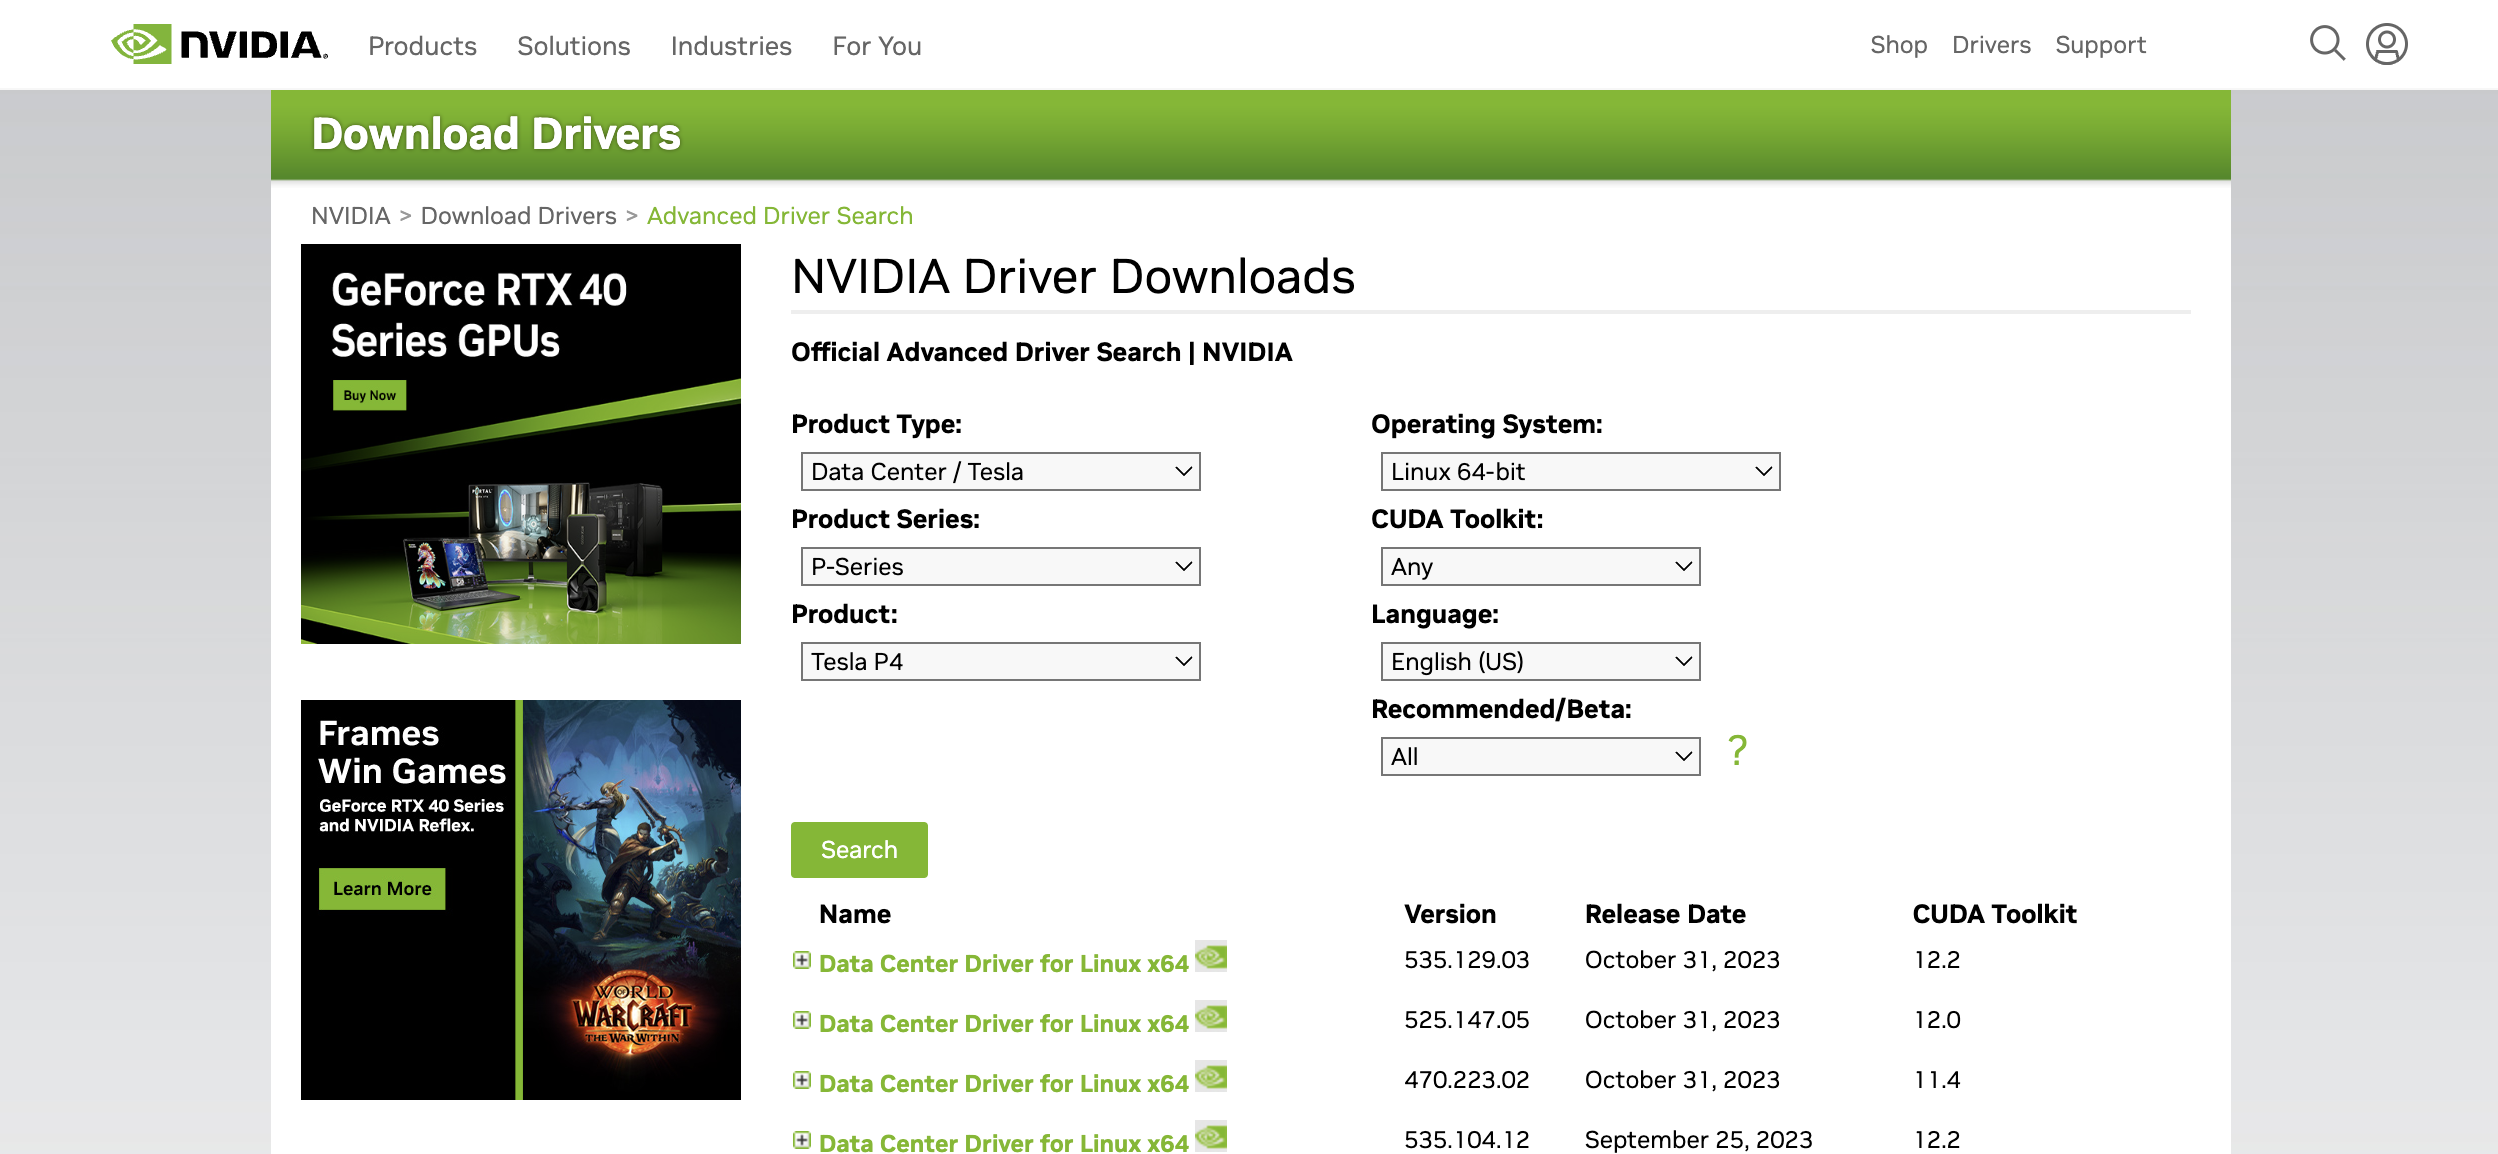 NVIDIA. Products Solutions Industries For You Shop Drivers Support
Download Drivers
NVIDIA > Download Drivers > Advanced Driver Search
GeForce RTX 40
Series GPUs
Buy Now
Frames
Win Games
GeForce RTX 40 Series
and NVIDIA Reflex.
Learn More
WORLD
OF
WARCRAFT
THE WAR WITHIN
NVIDIA Driver Downloads
Official Advanced Driver Search | NVIDIA
Product Type:
Data Center / Tesla
Product Series:
P-Series
Product:
Tesla P4
Operating System:
Linux 64-bit
CUDA Toolkit:
Any
Language:
English (US)
Recommended/Beta:
All
?
Search
Name Version Release Date CUDA Toolkit
Data Center Driver for Linux x64 535.129.03 October 31, 2023 12.2
Data Center Driver for Linux x64 525.147.05 October 31, 2023 12.0
Data Center Driver for Linux x64 470.223.02 October 31, 2023 11.4
Data Center Driver for Linux x64 535.104.12 September 25, 2023 12.2